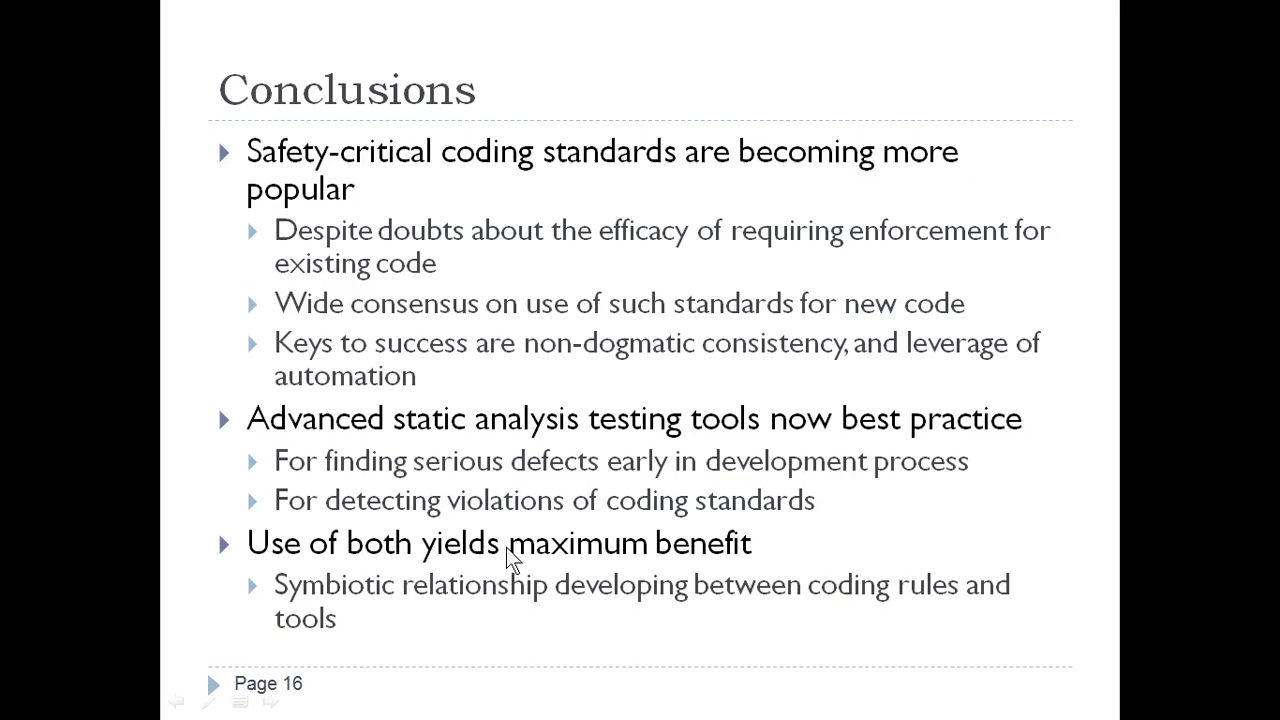 Conclusions
Safety-critical coding standards are becoming more
popular
Despite doubts about the efficacy of requiring enforcement for
existing code
Wide consensus on use of such standards for new code
Keys to success are non-dogmatic consistency, and leverage of
automation
Advanced static analysis testing tools now best practice
For finding serious defects early in development process
For detecting violations of coding standards
Use of both yields maximum benefit
Symbiotic relationship developing between coding rules and
tools
Page 16